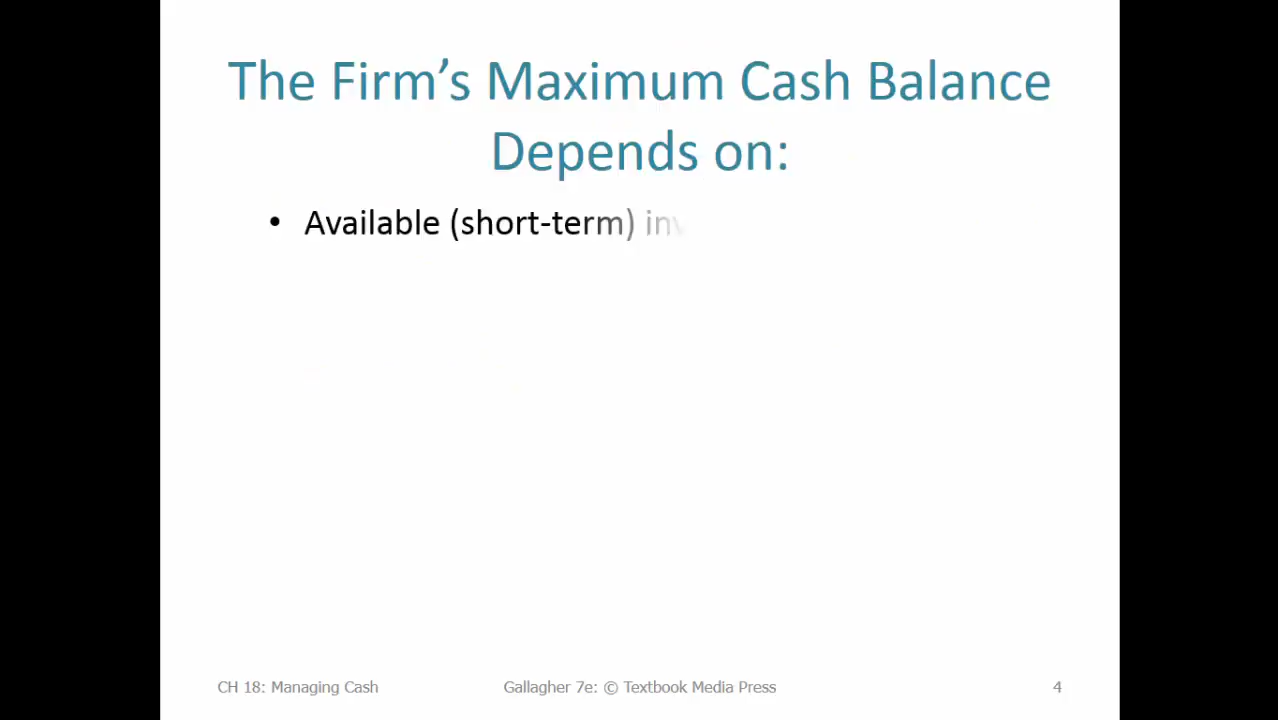 The Firm’s Maximum Cash Balance
Depends on:
• Available (short-term) inv
CH 18: Managing Cash
Gallagher 7e: © Textbook Media Press
4